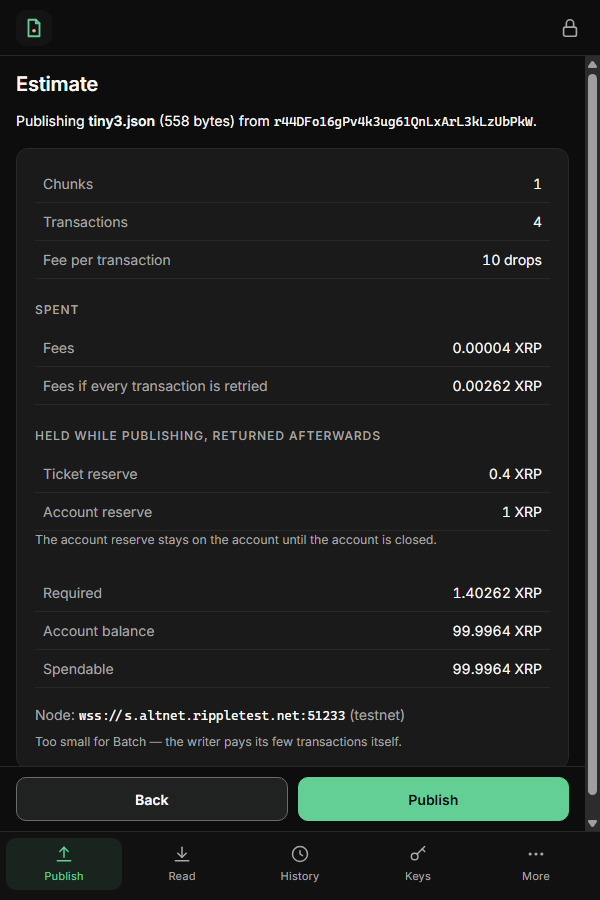 Estimate
Publishing tiny3.json (558 bytes) from r44DFo16gPv4k3ug61QnLxArL3kLzUbPkW.
Chunks 1
Transactions 4
Fee per transaction 10 drops
SPENT
Fees 0.00004 XRP
Fees if every transaction is retried 0.00262 XRP
HELD WHILE PUBLISHING, RETURNED AFTERWARDS
Ticket reserve 0.4 XRP
Account reserve 1 XRP
The account reserve stays on the account until the account is closed.
Required 1.40262 XRP
Account balance 99.9964 XRP
Spendable 99.9964 XRP
Node: wss://s.altnet.rippletest.net:51233 (testnet)
Too small for Batch — the writer pays its few transactions itself.
Back Publish
Publish Read History Keys More